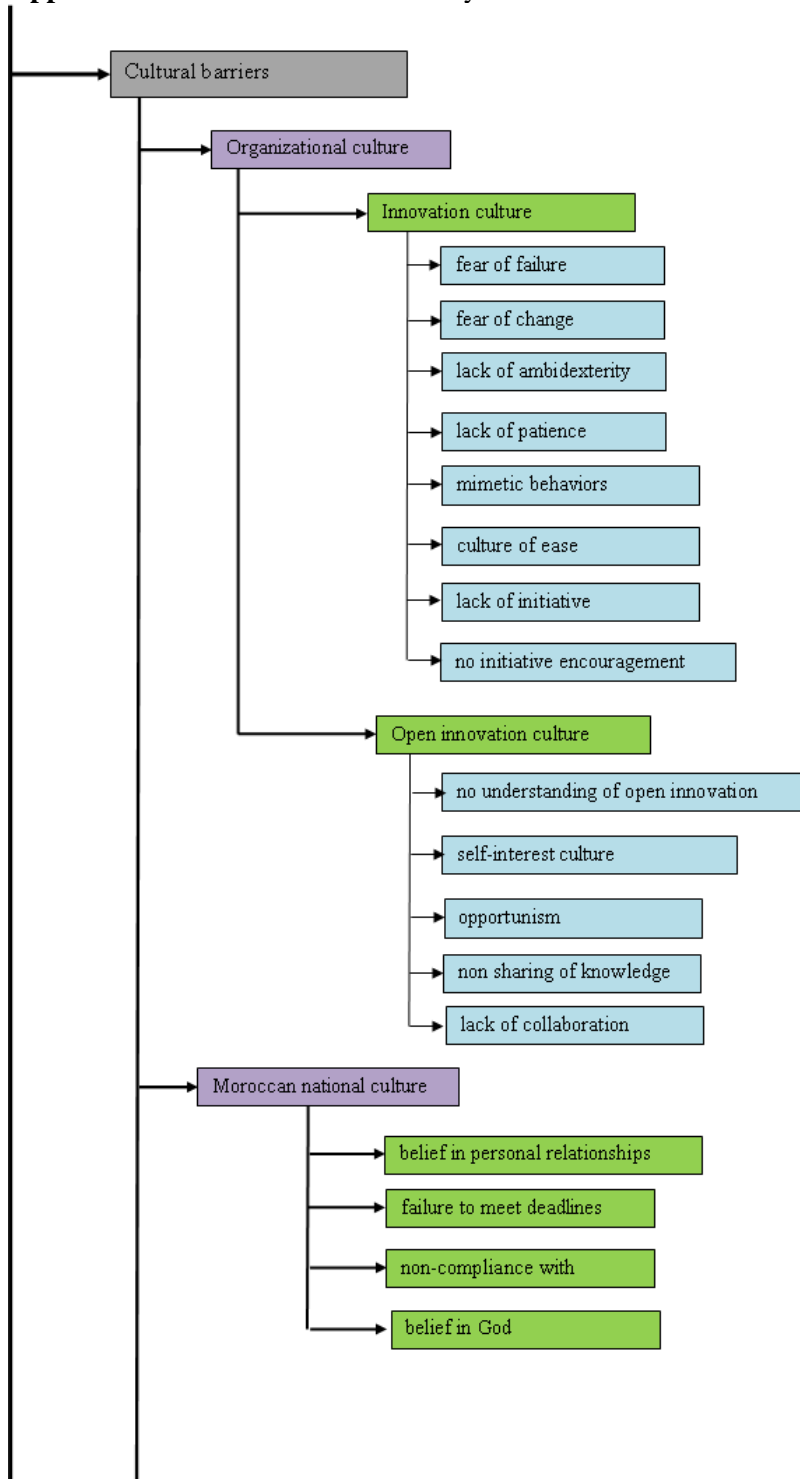 Cultural barriers
Organizational culture
Innovation culture
fear of failure
fear of change
lack of ambidexterity
lack of patience
mimetic behaviors
culture of ease
lack of initiative
no initiative encouragement
Open innovation culture
no understanding of open innovation
self-interest culture
opportunism
non sharing of knowledge
lack of collaboration
Moroccan national culture
belief in personal relationships
failure to meet deadlines
non-compliance with
belief in God